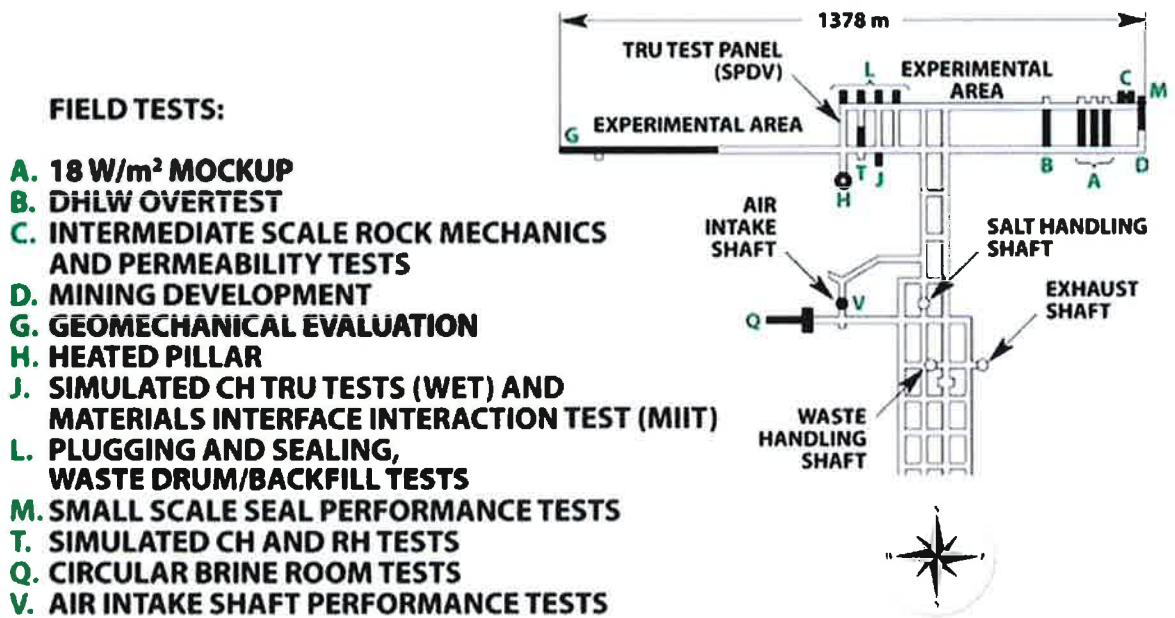 FIELD TESTS:
A. 18 W/m² MOCKUP
B. DHLW OVERTEST
C. INTERMEDIATE SCALE ROCK MECHANICS
AND PERMEABILITY TESTS
D. MINING DEVELOPMENT
G. GEOMECHANICAL EVALUATION
H. HEATED PILLAR
J. SIMULATED CH TRU TESTS (WET) AND
MATERIALS INTERFACE INTERACTION TEST (MIIT)
L. PLUGGING AND SEALING,
WASTE DRUM/BACKFILL TESTS
M. SMALL SCALE SEAL PERFORMANCE TESTS
T. SIMULATED CH AND RH TESTS
Q. CIRCULAR BRINE ROOM TESTS
V. AIR INTAKE SHAFT PERFORMANCE TESTS
1378 m
TRU TEST PANEL
(SPDV)
L
EXPERIMENTAL
AREA
C
M
G
EXPERIMENTAL AREA
T
J
H
B
A
D
AIR
INTAKE
SHAFT
SALT HANDLING
SHAFT
V
Q
EXHAUST
SHAFT
WASTE
HANDLING
SHAFT